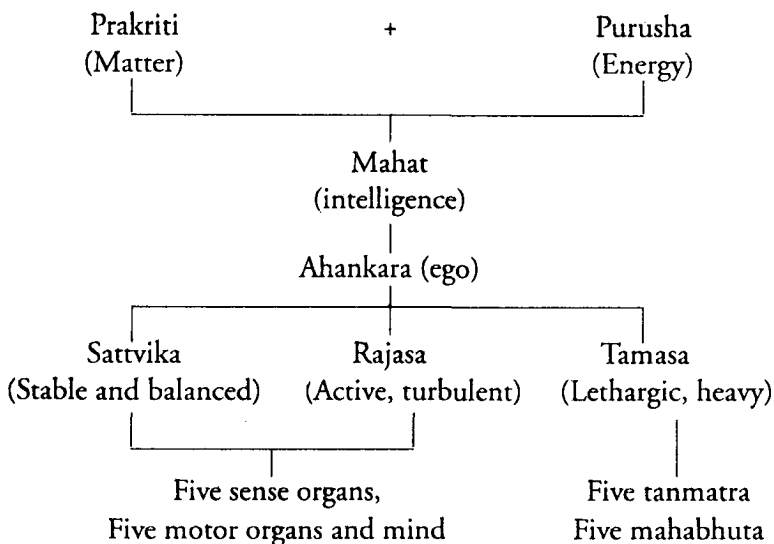 Prakriti + Purusha
(Matter) (Energy)
Mahat
(intelligence)
Ahankara (ego)
Sattvika Rajasa Tamasa
(Stable and balanced) (Active, turbulent) (Lethargic, heavy)
Five sense organs, Five tanmatra
Five motor organs and mind Five mahabhuta